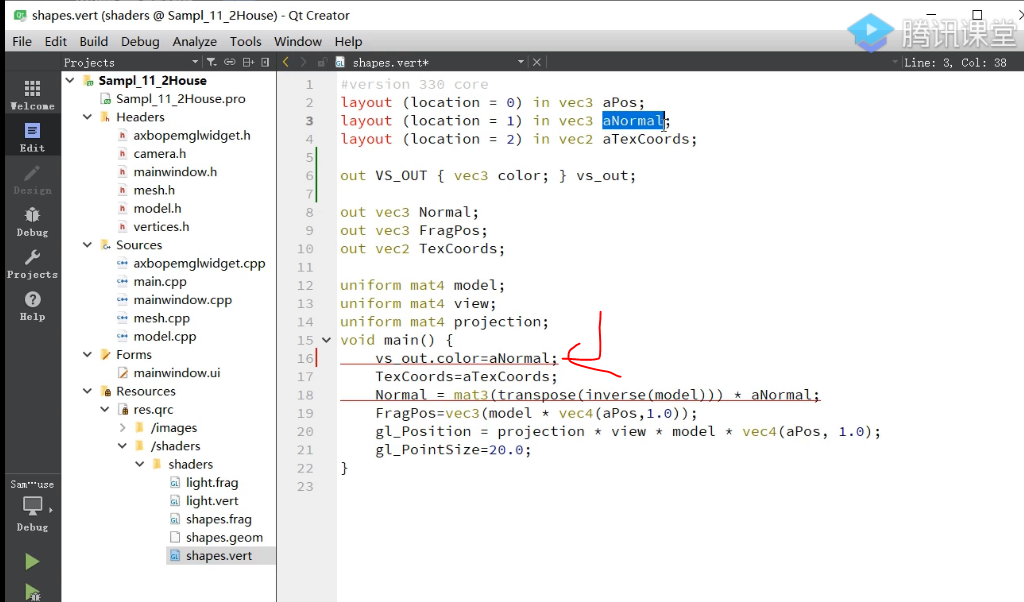 shapes.vert (shaders @ Sampl_11_2House) - Qt Creator
腾讯课堂
File Edit Build Debug Analyze Tools Window Help
Projects
shapes.vert*
Line: 3, Col: 38
Welcome
Edit
Design
Debug
Projects
Help
Sam…use
Debug
Sampl_11_2House
Sampl_11_2House.pro
Headers
axbopemglwidget.h
camera.h
mainwindow.h
mesh.h
model.h
vertices.h
Sources
axbopemglwidget.cpp
main.cpp
mainwindow.cpp
mesh.cpp
model.cpp
Forms
mainwindow.ui
Resources
res.qrc
/images
/shaders
shaders
light.frag
light.vert
shapes.frag
shapes.geom
shapes.vert
1 #version 330 core
2 layout (location = 0) in vec3 aPos;
3 layout (location = 1) in vec3 aNormal;
4 layout (location = 2) in vec2 aTexCoords;
5
6 out VS_OUT { vec3 color; } vs_out;
7
8 out vec3 Normal;
9 out vec3 FragPos;
10 out vec2 TexCoords;
11
12 uniform mat4 model;
13 uniform mat4 view;
14 uniform mat4 projection;
15 void main() {
16 vs_out.color=aNormal;
17 TexCoords=aTexCoords;
18 Normal = mat3(transpose(inverse(model))) * aNormal;
19 FragPos=vec3(model * vec4(aPos,1.0));
20 gl_Position = projection * view * model * vec4(aPos, 1.0);
21 gl_PointSize=20.0;
22 }
23